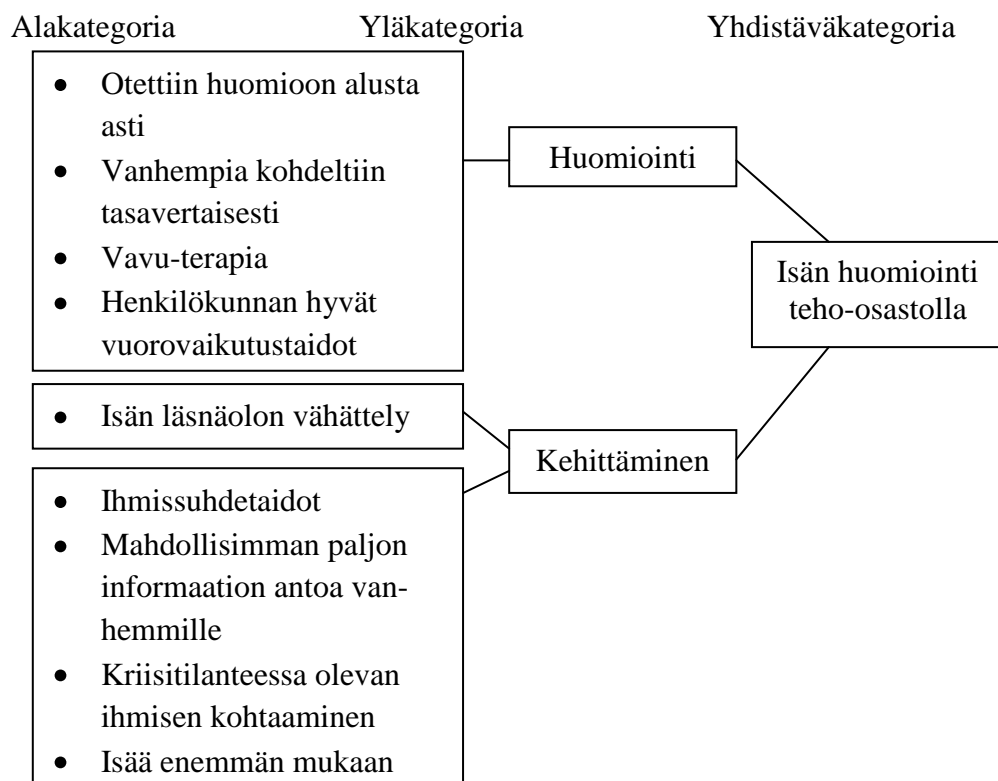 Alakategoria Yläkategoria Yhdistäväkategoria
• Otettiin huomioon alusta
asti
• Vanhempia kohdeltiin
tasavertaisesti
• Vavu-terapia
• Henkilökunnan hyvät
vuorovaikutustaidot
Huomiointi
Isän huomiointi
teho-osastolla
• Isän läsnäolon vähättely
Kehittäminen
• Ihmissuhdetaidot
• Mahdollisimman paljon
informaation antoa van-
hemmille
• Kriisitilanteessa olevan
ihmisen kohtaaminen
• Isää enemmän mukaan